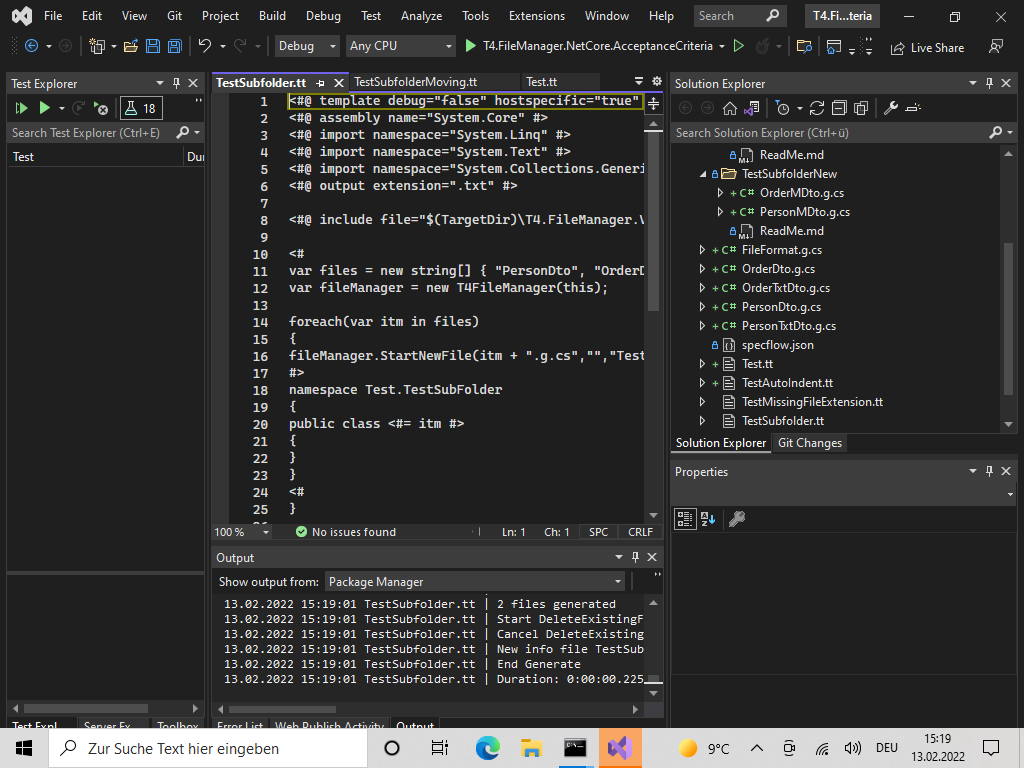 File Edit View Git Project Build Debug Test Analyze Tools Extensions Window Help Search T4.Fi...teria
Debug Any CPU T4.FileManager.NetCore.AcceptanceCriteria Live Share
Test Explorer
18
Search Test Explorer (Ctrl+E)
Test Dur
TestSubfolder.tt TestSubfolderMoving.tt Test.tt
1 <#@ template debug="false" hostspecific="true"
2 <#@ assembly name="System.Core" #>
3 <#@ import namespace="System.Linq" #>
4 <#@ import namespace="System.Text" #>
5 <#@ import namespace="System.Collections.Generi
6 <#@ output extension=".txt" #>
7
8 <#@ include file="$(TargetDir)\T4.FileManager.V
9
10 <#
11 var files = new string[] { "PersonDto", "OrderD
12 var fileManager = new T4FileManager(this);
13
14 foreach(var itm in files)
15 {
16 fileManager.StartNewFile(itm + ".g.cs","","Test
17 #>
18 namespace Test.TestSubFolder
19 {
20 public class <#= itm #>
21 {
22 }
23 }
24 <#
25 }
100 % No issues found Ln: 1 Ch: 1 SPC CRLF
Output
Show output from: Package Manager
13.02.2022 15:19:01 TestSubfolder.tt | 2 files generated
13.02.2022 15:19:01 TestSubfolder.tt | Start DeleteExistingF
13.02.2022 15:19:01 TestSubfolder.tt | Cancel DeleteExisting
13.02.2022 15:19:01 TestSubfolder.tt | New info file TestSub
13.02.2022 15:19:01 TestSubfolder.tt | End Generate
13.02.2022 15:19:01 TestSubfolder.tt | Duration: 0:00:00.225
Test Expl... Server Ex... Toolbox
Error List Web Publish Activity Output
Solution Explorer
Search Solution Explorer (Ctrl+ü)
ReadMe.md
TestSubfolderNew
C# OrderMDto.g.cs
C# PersonMDto.g.cs
ReadMe.md
C# FileFormat.g.cs
C# OrderDto.g.cs
C# OrderTxtDto.g.cs
C# PersonDto.g.cs
C# PersonTxtDto.g.cs
specflow.json
Test.tt
TestAutoIndent.tt
TestMissingFileExtension.tt
TestSubfolder.tt
Solution Explorer Git Changes
Properties
Zur Suche Text hier eingeben
9°C DEU
15:19
13.02.2022